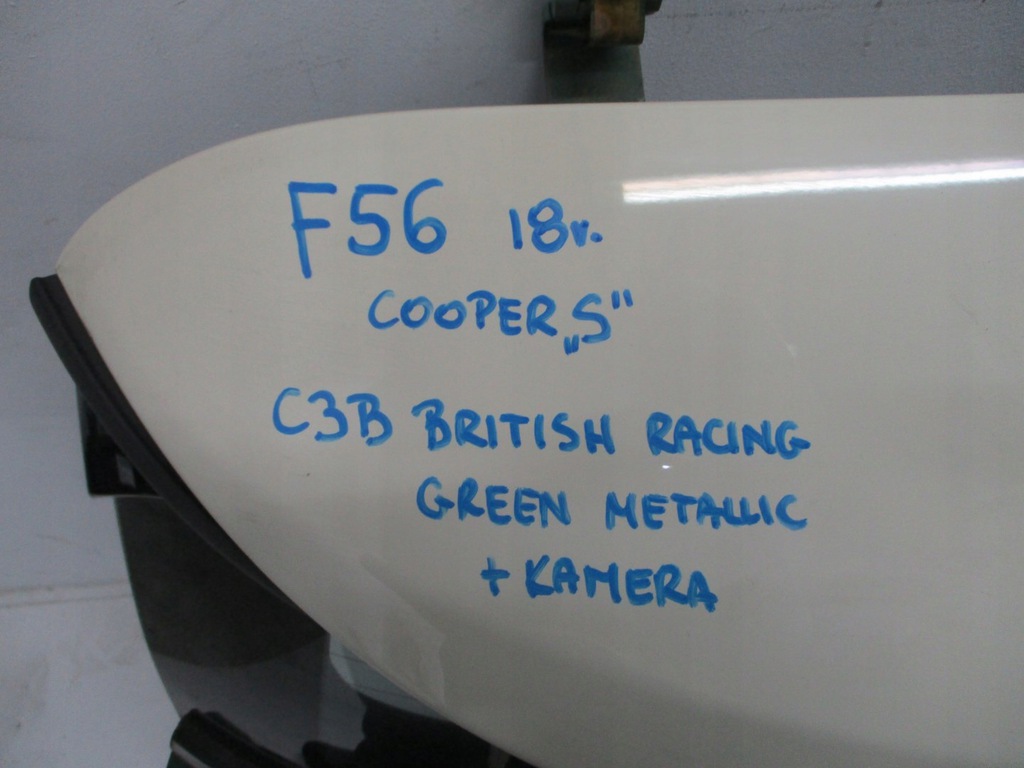 F56 18r.
COOPER „S"
C3B BRITISH RACING
GREEN METALLIC
+ KAMERA